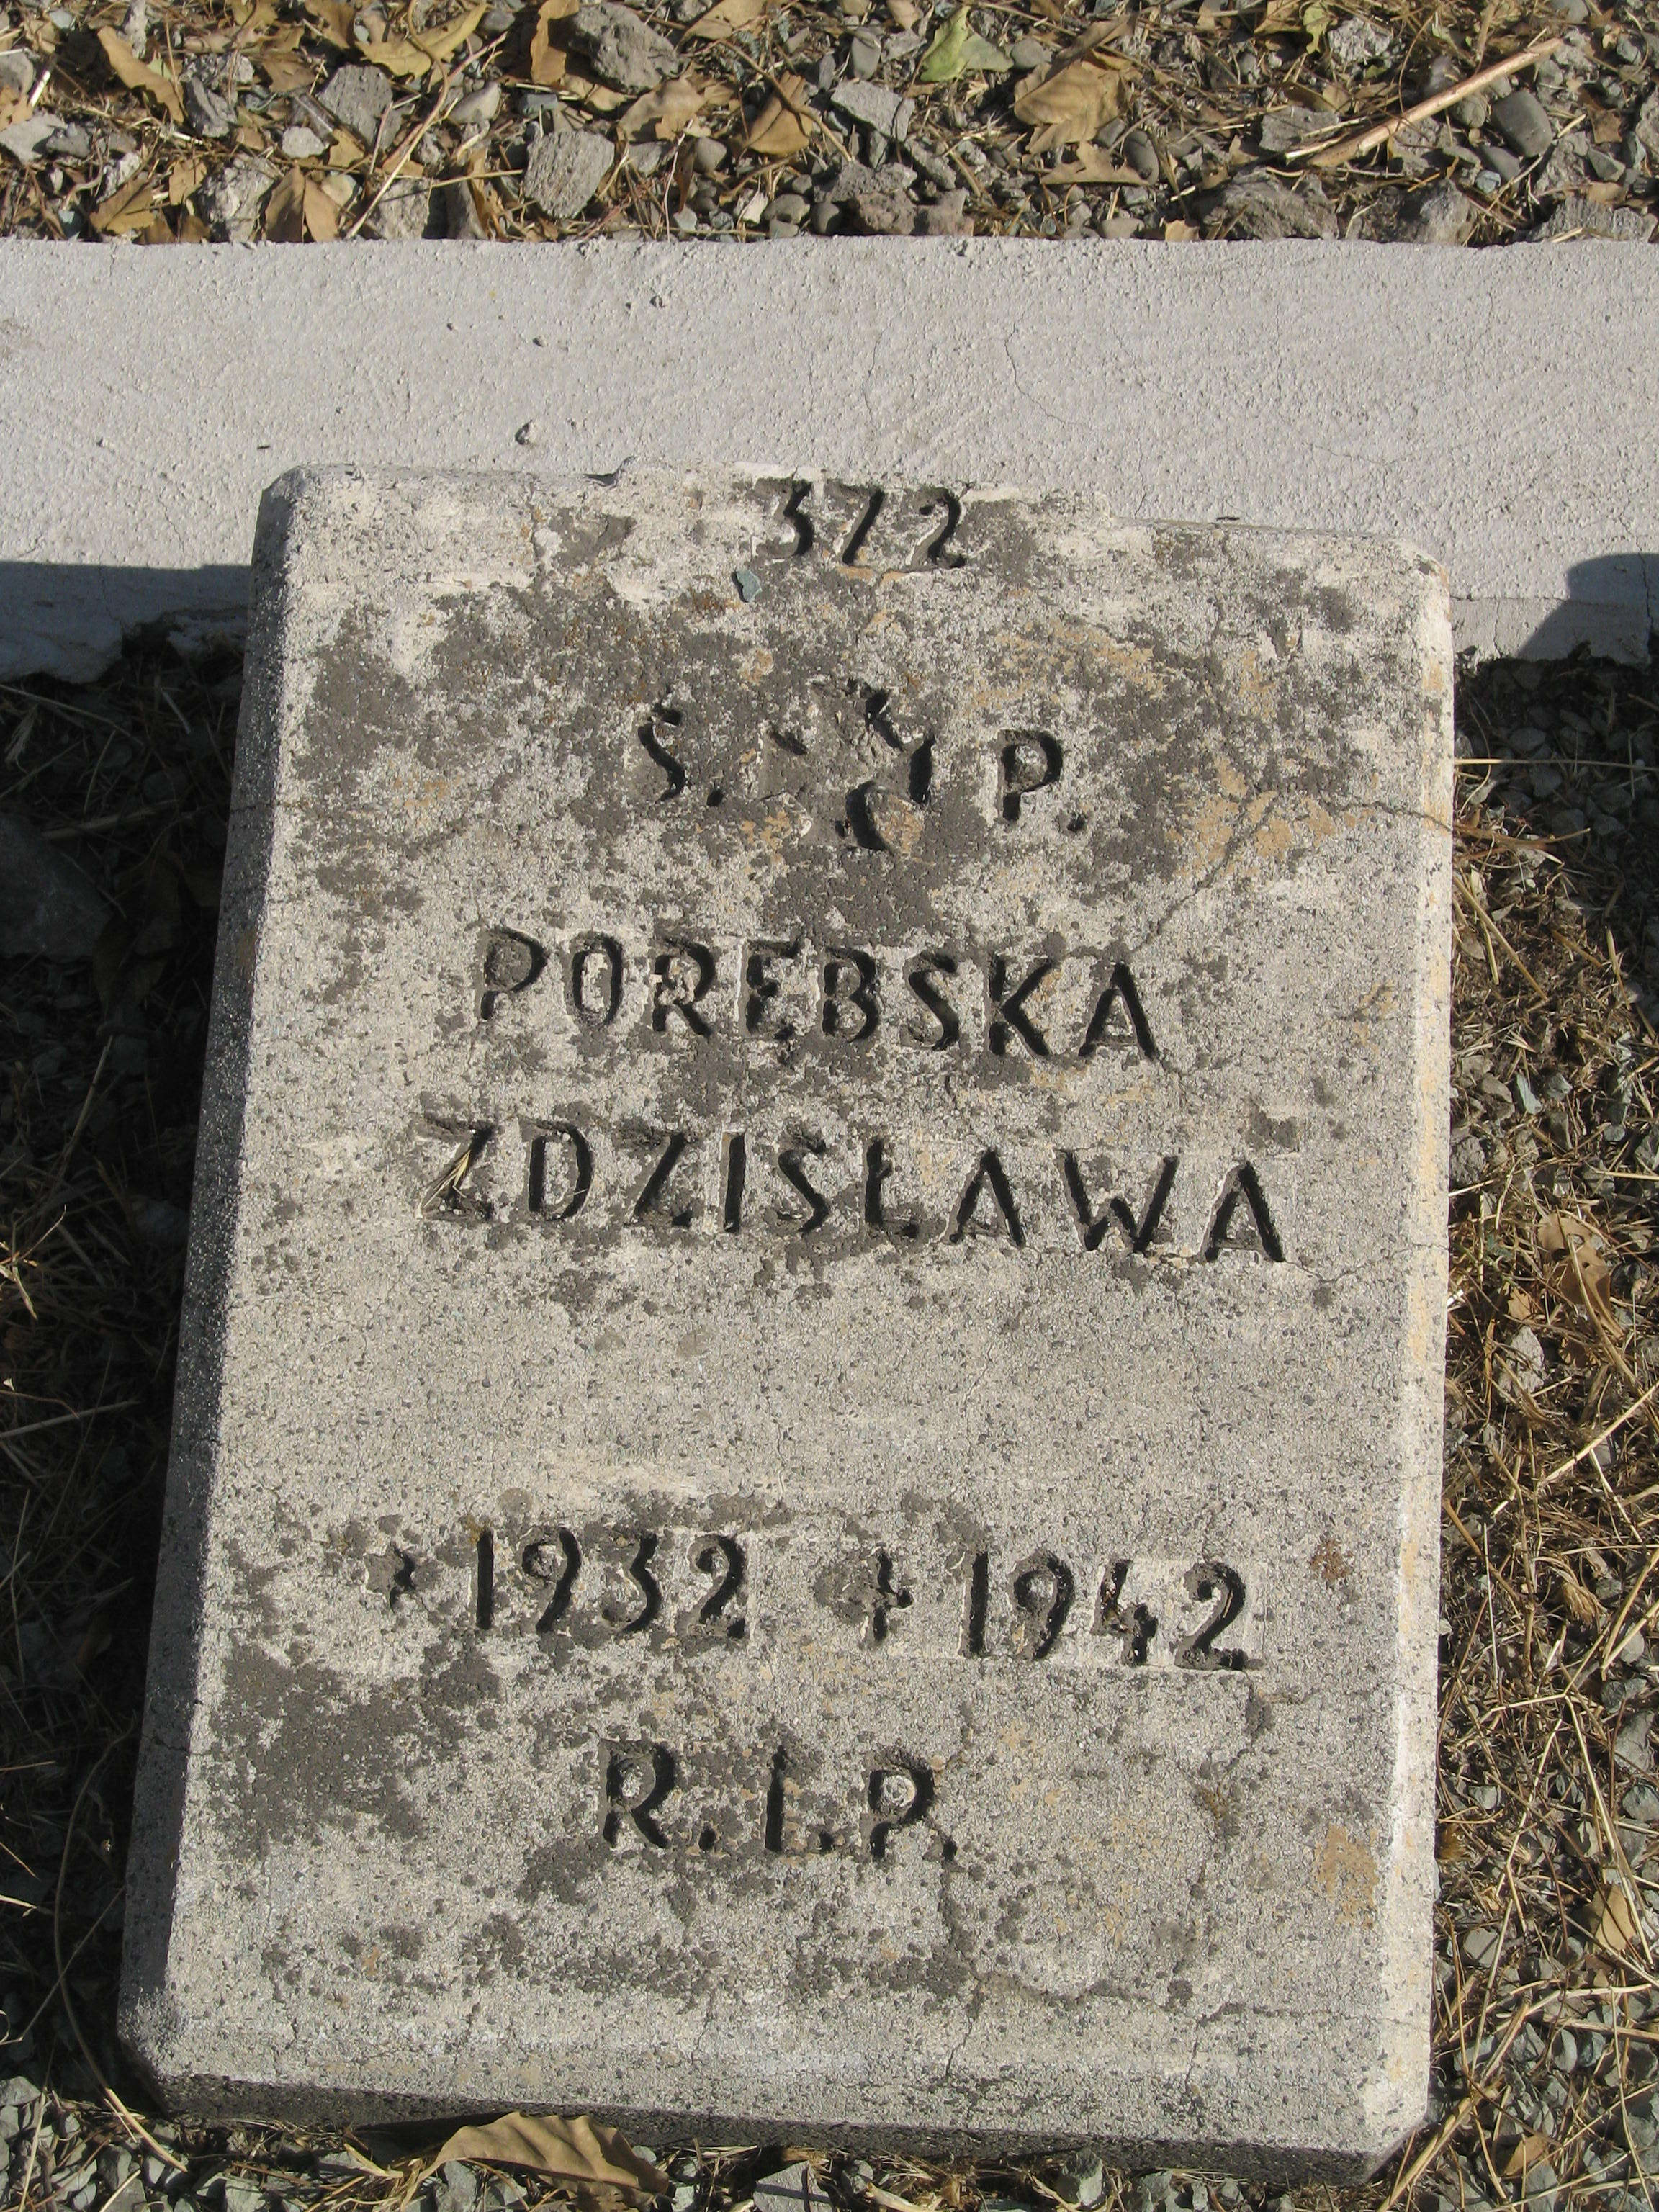 372
Ś. P.
PORĘBSKA
ZDZISŁAWA
* 1932 ✝ 1942
R.I.P.